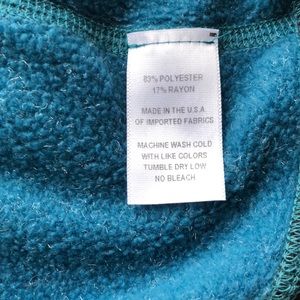 83% POLYESTER
17% RAYON
MADE IN THE U.S.A
OF IMPORTED FABRICS
MACHINE WASH COLD
WITH LIKE COLORS
TUMBLE DRY LOW
NO BLEACH